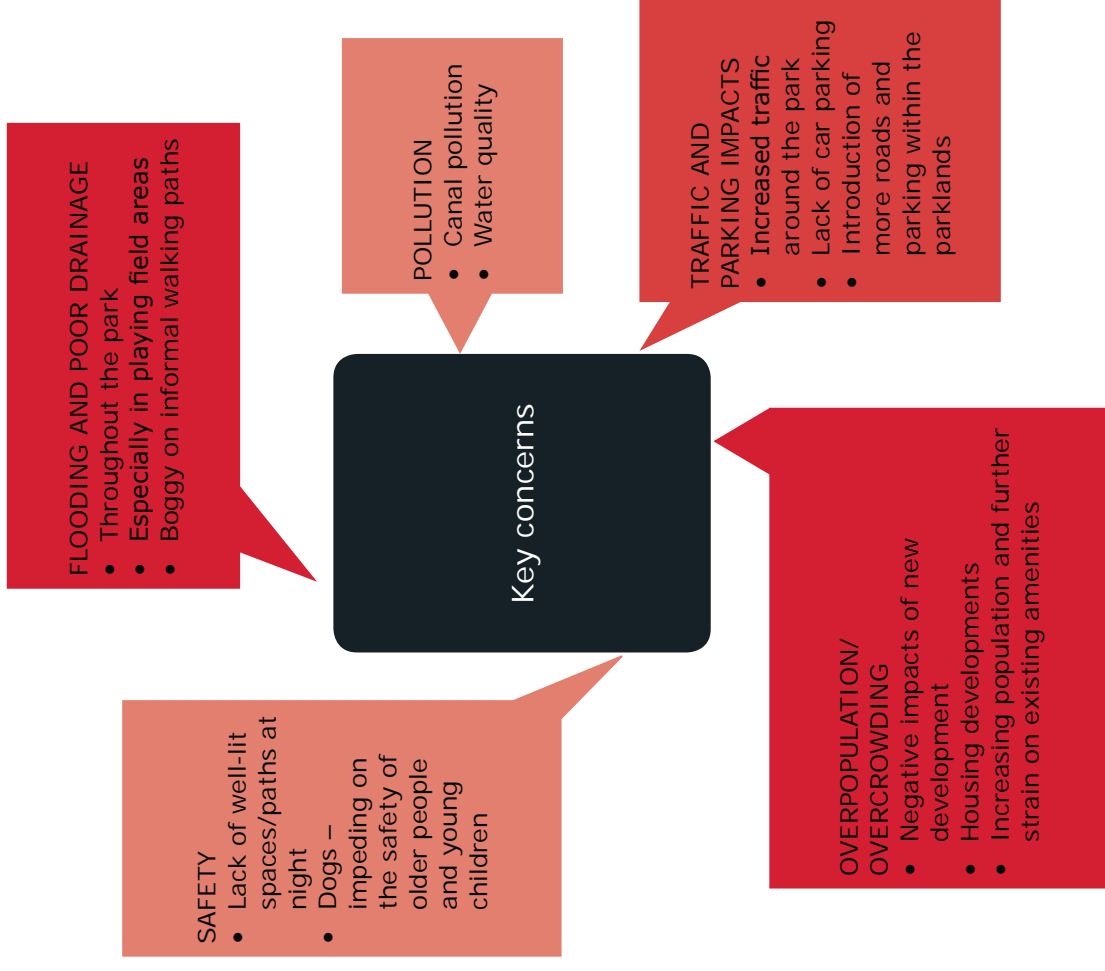 FLOODING AND POOR DRAINAGE
• Throughout the park
• Especially in playing field areas
• Boggy on informal walking paths
SAFETY
• Lack of well-lit
spaces/paths at
night
• Dogs –
impeding on
the safety of
older people
and young
children
Key concerns
POLLUTION
• Canal pollution
• Water quality
TRAFFIC AND
PARKING IMPACTS
• Increased traffic
around the park
• Lack of car parking
• Introduction of
more roads and
parking within the
parklands
OVERPOPULATION/
OVERCROWDING
• Negative impacts of new
development
• Housing developments
• Increasing population and further
strain on existing amenities